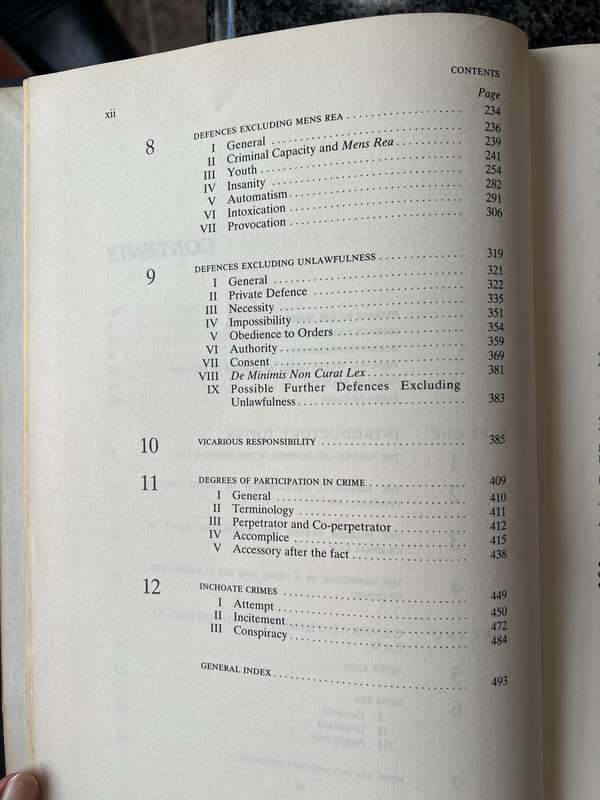 CONTENTS
xii
Page
8 DEFENCES EXCLUDING MENS REA .................... 234
I General .................... 236
II Criminal Capacity and Mens Rea .......... 239
III Youth .................... 241
IV Insanity .................... 254
V Automatism .................... 282
VI Intoxication .................... 291
VII Provocation .................... 306
9 DEFENCES EXCLUDING UNLAWFULNESS .............. 319
I General .................... 321
II Private Defence .................... 322
III Necessity .................... 335
IV Impossibility .................... 351
V Obedience to Orders .................... 354
VI Authority .................... 359
VII Consent .................... 369
VIII De Minimis Non Curat Lex .............. 381
IX Possible Further Defences Excluding
Unlawfulness .................... 383
10 VICARIOUS RESPONSIBILITY .................... 385
11 DEGREES OF PARTICIPATION IN CRIME .............. 409
I General .................... 410
II Terminology .................... 411
III Perpetrator and Co-perpetrator .......... 412
IV Accomplice .................... 415
V Accessory after the fact .............. 438
12 INCHOATE CRIMES .................... 449
I Attempt .................... 450
II Incitement .................... 472
III Conspiracy .................... 484
GENERAL INDEX .................... 493